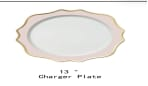 13 "
Charger Plate